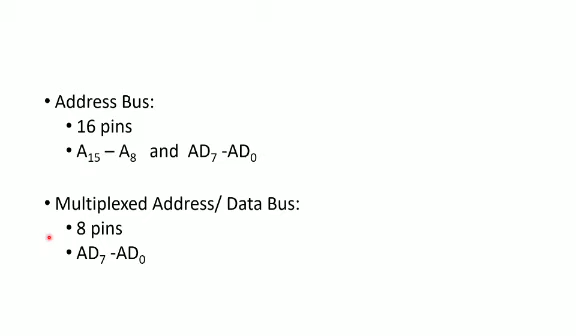 • Address Bus:
• 16 pins
• A₁₅ – A₈ and AD₇ -AD₀
• Multiplexed Address/ Data Bus:
• 8 pins
• AD₇ -AD₀